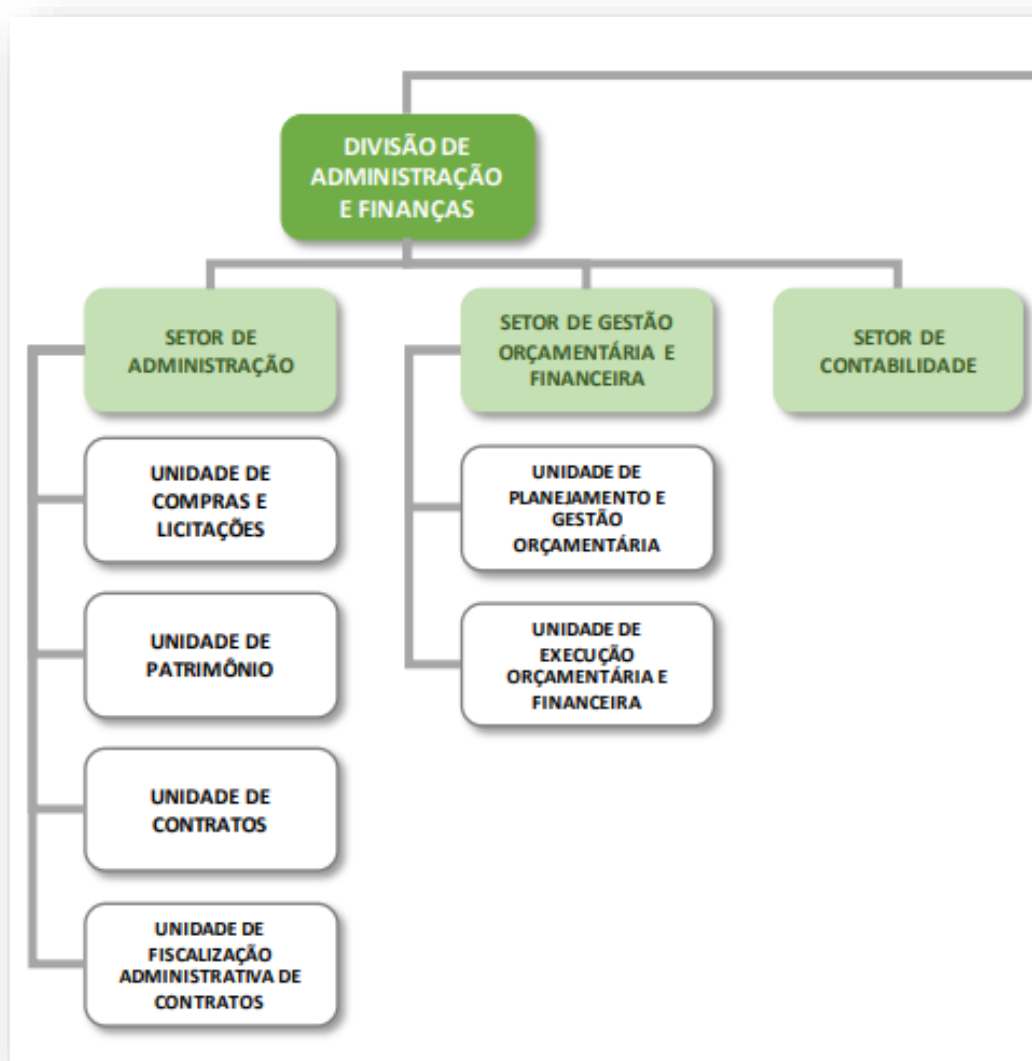 DIVISÃO DE
ADMINISTRAÇÃO
E FINANÇAS
SETOR DE
ADMINISTRAÇÃO
UNIDADE DE
COMPRAS E
LICITAÇÕES
UNIDADE DE
PATRIMÔNIO
UNIDADE DE
CONTRATOS
UNIDADE DE
FISCALIZAÇÃO
ADMINISTRATIVA DE
CONTRATOS
SETOR DE GESTÃO
ORÇAMENTÁRIA E
FINANCEIRA
UNIDADE DE
PLANEJAMENTO E
GESTÃO
ORÇAMENTÁRIA
UNIDADE DE
EXECUÇÃO
ORÇAMENTÁRIA E
FINANCEIRA
SETOR DE
CONTABILIDADE